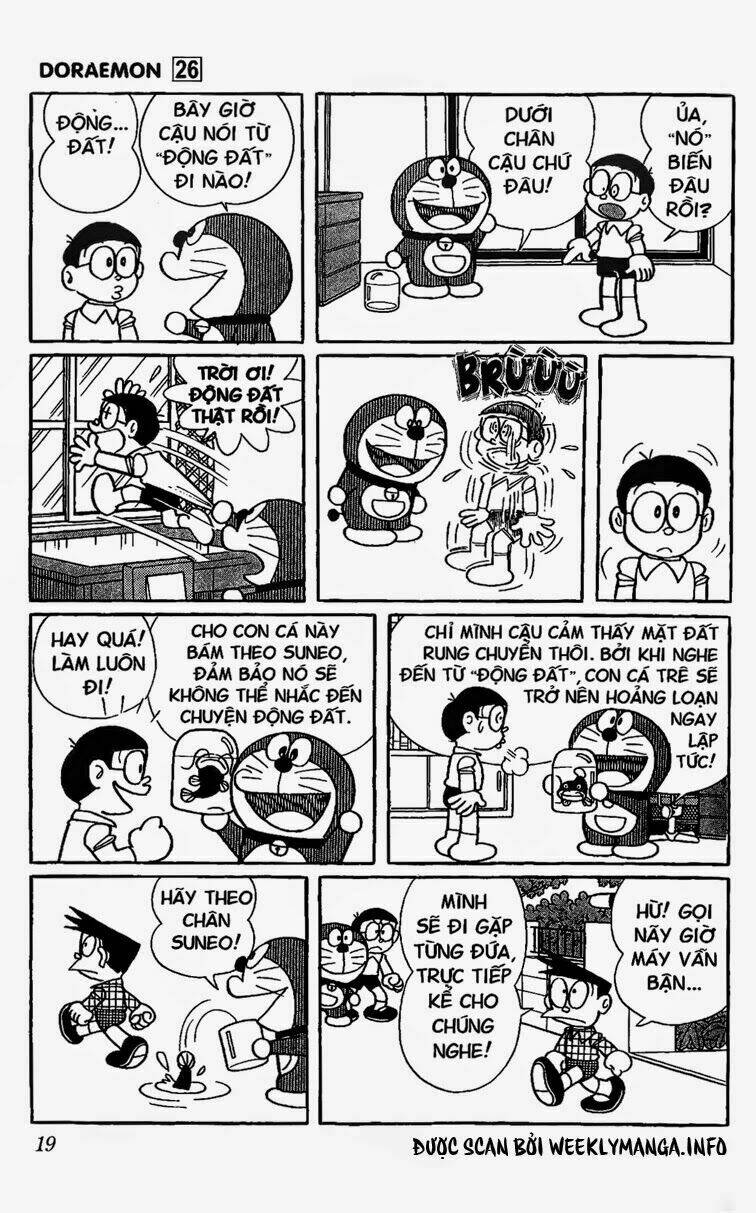 DORAEMON 26
ỦA,
“NÓ”
BIẾN
ĐÂU
RỒI?
DƯỚI
CHÂN
CẬU CHỨ
ĐÂU!
BÂY GIỜ
CẬU NÓI TỪ
“ĐỘNG ĐẤT”
ĐI NÀO!
ĐỘNG...
ĐẤT!
BRỪỪỪ
TRỜI ƠI!
ĐỘNG ĐẤT
THẬT RỒI!
CHỈ MÌNH CẬU CẢM THẤY MẶT ĐẤT
RUNG CHUYỂN THÔI. BỞI KHI NGHE
ĐẾN TỪ “ĐỘNG ĐẤT”, CON CÁ TRÊ SẼ
TRỞ NÊN HOẢNG LOẠN
NGAY
LẬP
TỨC!
CHO CON CÁ NÀY
BÁM THEO SUNEO,
ĐẢM BẢO NÓ SẼ
KHÔNG THỂ NHẮC ĐẾN
CHUYỆN ĐỘNG ĐẤT.
HAY QUÁ!
LÀM LUÔN
ĐI!
HỪ! GỌI
NÃY GIỜ
MÁY VẪN
BẬN...
MÌNH
SẼ ĐI GẶP
TỪNG ĐỨA,
TRỰC TIẾP
KỂ CHO
CHÚNG
NGHE!
HÃY THEO
CHÂN
SUNEO!
19
ĐƯỢC SCAN BỞI WEEKLYMANGA.INFO